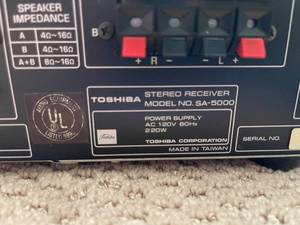 SPEAKER
IMPEDANCE
A 4Ω~16Ω
B 4Ω~16Ω
A+B 8Ω~16Ω
B
+ R - - L +
TOSHIBA STEREO RECEIVER
MODEL NO. SA-5000
POWER SUPPLY
AC 120V 60Hz
220W
TOSHIBA CORPORATION
MADE IN TAIWAN
UL
Toshiba
SERIAL NO.